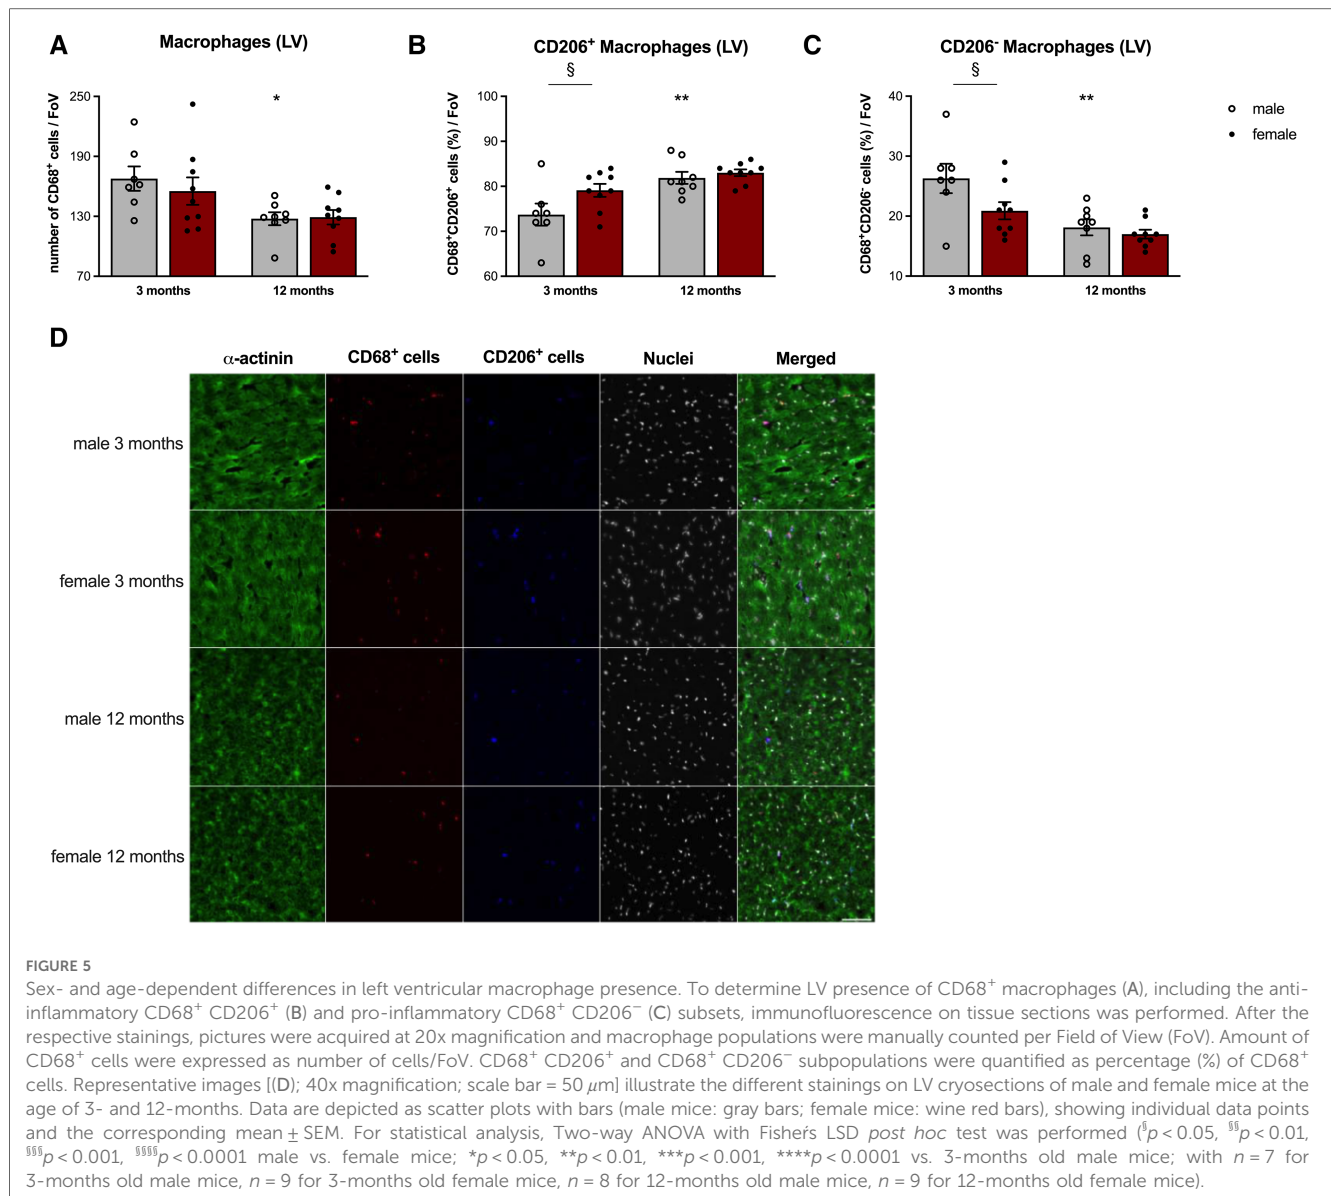 A
Macrophages (LV)
number of CD68⁺ cells / FoV
250
190
130
70
*
3 months
12 months
B
CD206⁺ Macrophages (LV)
§
CD68⁺CD206⁺ cells (%) / FoV
100
90
80
70
60
**
3 months
12 months
C
CD206⁻ Macrophages (LV)
§
CD68⁺CD206⁻ cells (%) / FoV
40
30
20
10
**
3 months
12 months
male
female
D
α-actinin
CD68⁺ cells
CD206⁺ cells
Nuclei
Merged
male 3 months
female 3 months
male 12 months
female 12 months
FIGURE 5
Sex- and age-dependent differences in left ventricular macrophage presence. To determine LV presence of CD68⁺ macrophages (A), including the anti-
inflammatory CD68⁺ CD206⁺ (B) and pro-inflammatory CD68⁺ CD206⁻ (C) subsets, immunofluorescence on tissue sections was performed. After the
respective stainings, pictures were acquired at 20x magnification and macrophage populations were manually counted per Field of View (FoV). Amount of
CD68⁺ cells were expressed as number of cells/FoV. CD68⁺ CD206⁺ and CD68⁺ CD206⁻ subpopulations were quantified as percentage (%) of CD68⁺
cells. Representative images [(D); 40x magnification; scale bar = 50 μm] illustrate the different stainings on LV cryosections of male and female mice at the
age of 3- and 12-months. Data are depicted as scatter plots with bars (male mice: gray bars; female mice: wine red bars), showing individual data points
and the corresponding mean ± SEM. For statistical analysis, Two-way ANOVA with Fisheŕs LSD post hoc test was performed (§p < 0.05, §§p < 0.01,
§§§p < 0.001, §§§§p < 0.0001 male vs. female mice; *p < 0.05, **p < 0.01, ***p < 0.001, ****p < 0.0001 vs. 3-months old male mice; with n = 7 for
3-months old male mice, n = 9 for 3-months old female mice, n = 8 for 12-months old male mice, n = 9 for 12-months old female mice).